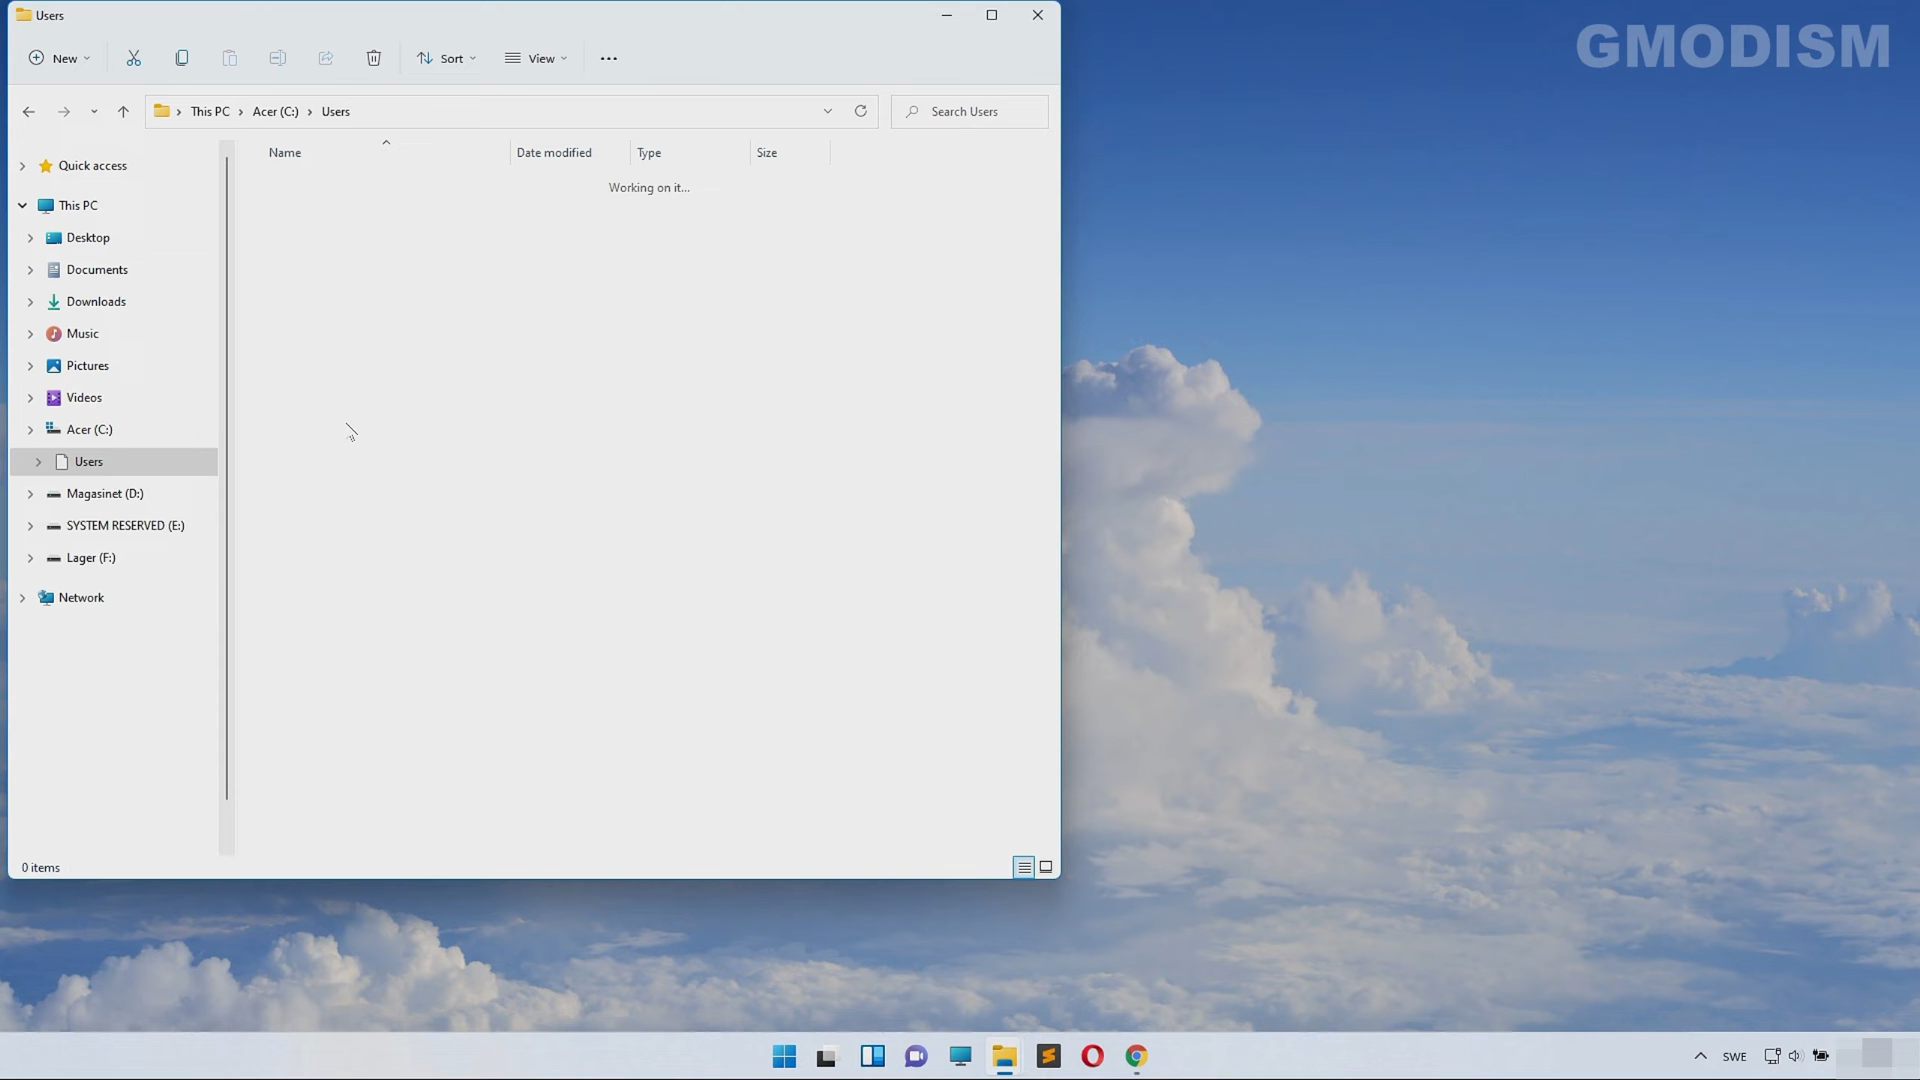 Users
GMODISM
New
Sort
View
This PC
Acer (C:)
Users
Search Users
Name
Date modified
Type
Size
Working on it...
Quick access
This PC
Desktop
Documents
Downloads
Music
Pictures
Videos
Acer (C:)
Users
Magasinet (D:)
SYSTEM RESERVED (E:)
Lager (F:)
Network
0 items
SWE